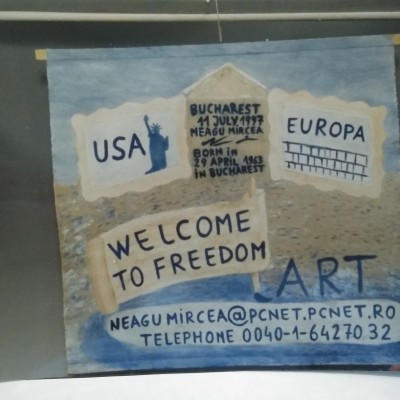 BUCHAREST
11 JULY 1997
NEAGU MIRCEA
BORN IN
29 APRIL 1963
IN BUCHAREST
USA
EUROPA
WELCOME
TO FREEDOM
ART
NEAGU MIRCEA@PCNET.PCNET.RO
TELEPHONE 0040-1-6427032